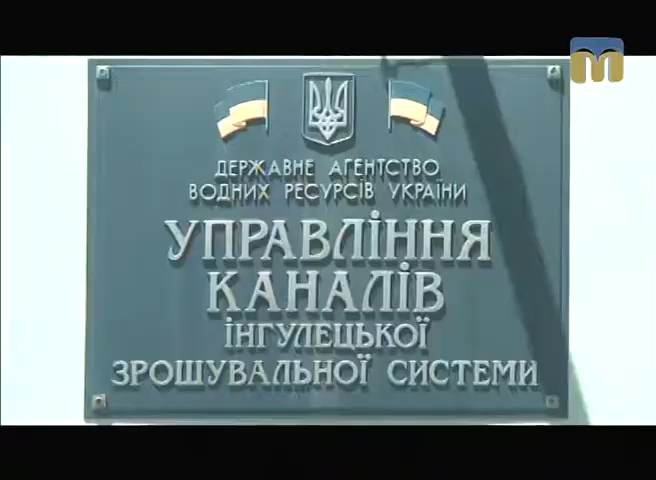 ДЕРЖАВНЕ АГЕНТСТВО
ВОДНИХ РЕСУРСІВ УКРАЇНИ
УПРАВЛІННЯ
КАНАЛІВ
ІНГУЛЕЦЬКОЇ
ЗРОШУВАЛЬНОЇ СИСТЕМИ